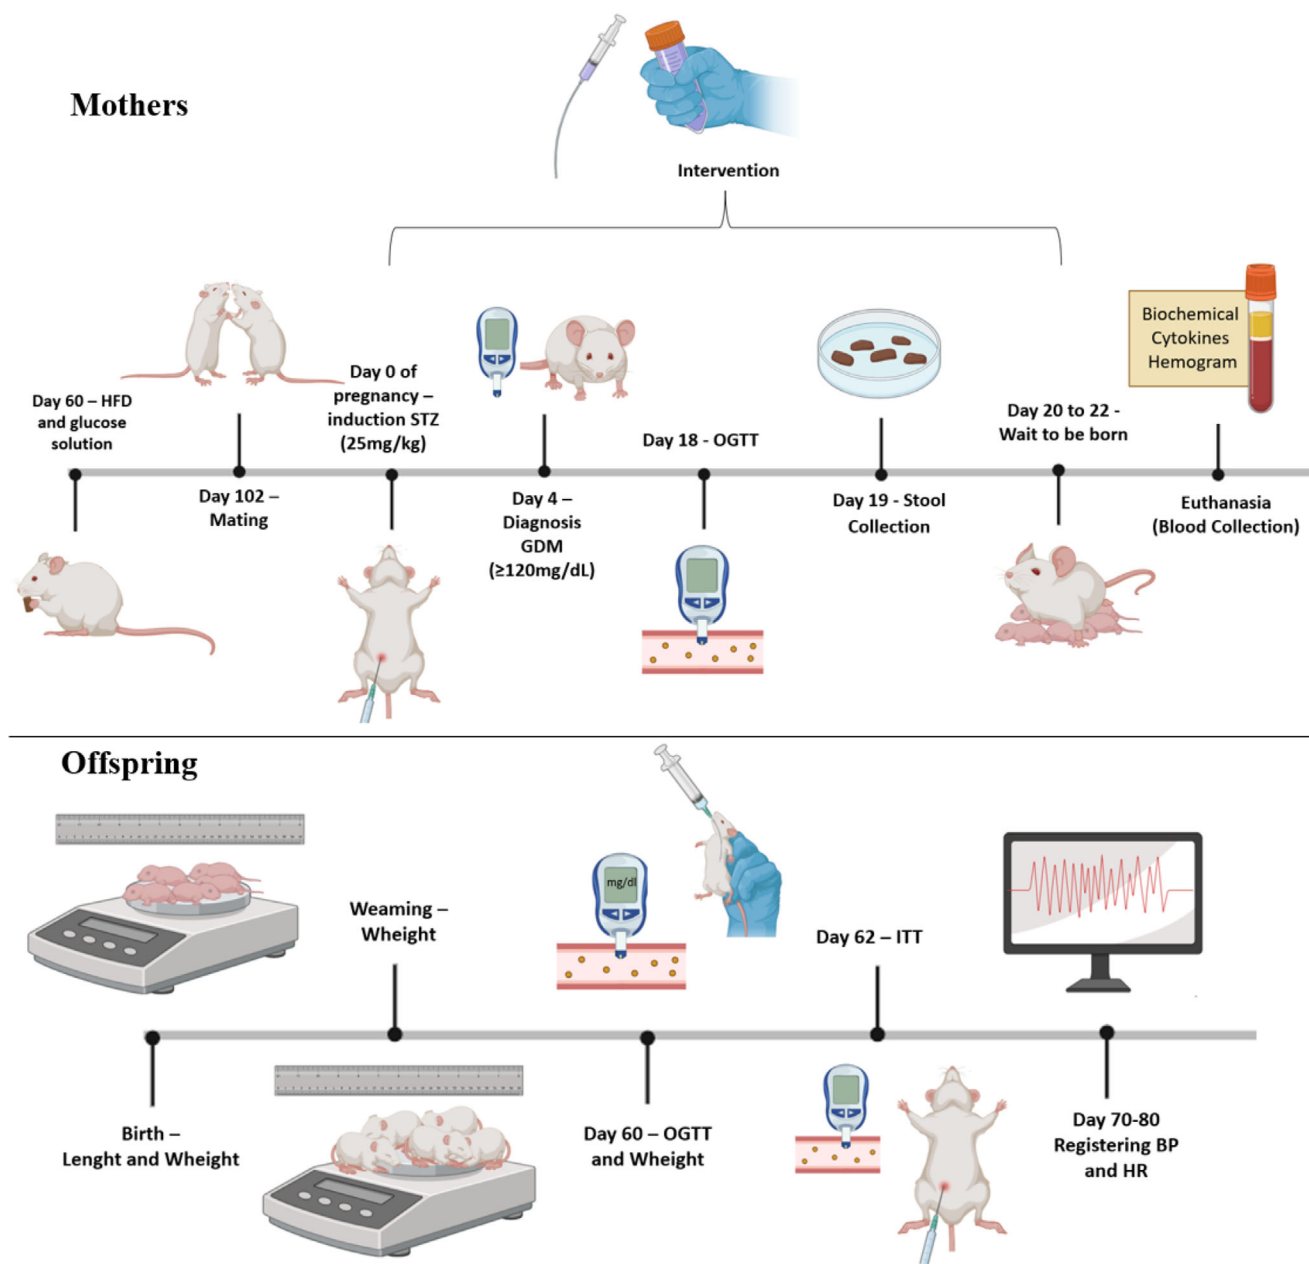 Mothers
Intervention
Day 60 – HFD
and glucose
solution
Day 102 –
Mating
Day 0 of
pregnancy –
induction STZ
(25mg/kg)
Day 4 –
Diagnosis
GDM
(≥120mg/dL)
Day 18 - OGTT
Day 19 - Stool
Collection
Day 20 to 22 -
Wait to be born
Biochemical
Cytokines
Hemogram
Euthanasia
(Blood Collection)
Offspring
Birth –
Lenght and Wheight
Weaming –
Wheight
mg/dl
Day 60 – OGTT
and Wheight
Day 62 – ITT
Day 70-80
Registering BP
and HR